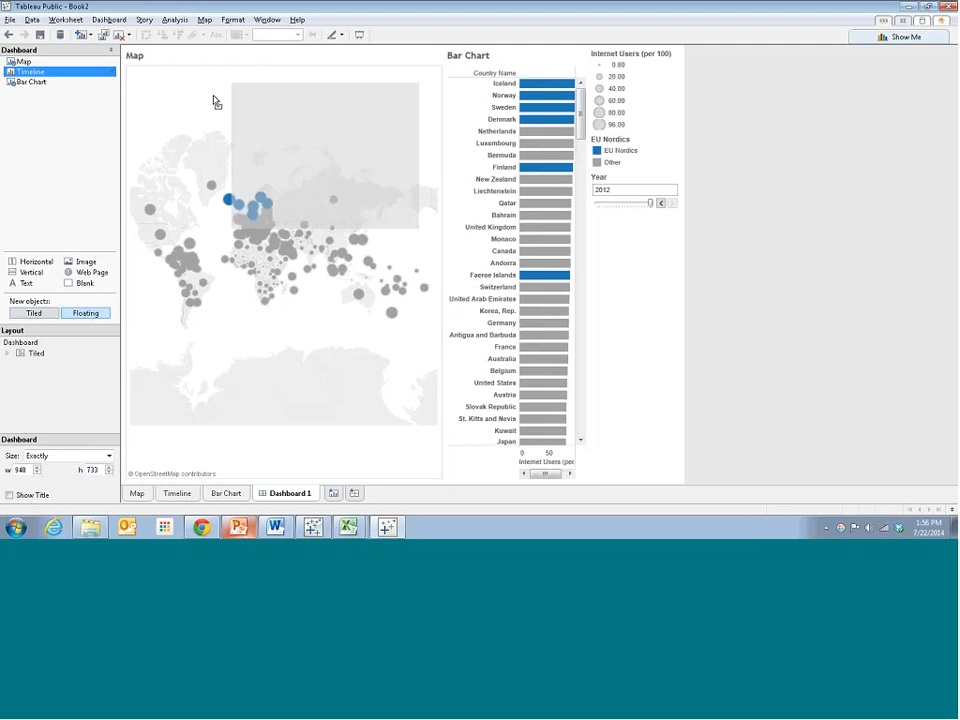 Tableau Public - Book2
File Data Worksheet Dashboard Story Analysis Map Format Window Help
Show Me
Dashboard
Map
Timeline
Bar Chart
Horizontal Image
Vertical Web Page
Text Blank
New objects:
Tiled Floating
Layout
Dashboard
Tiled
Dashboard
Size: Exactly
w 940 h 733
Show Title
Map
© OpenStreetMap contributors
Bar Chart
Country Name
Iceland
Norway
Sweden
Denmark
Netherlands
Luxembourg
Bermuda
Finland
New Zealand
Liechtenstein
Qatar
Bahrain
United Kingdom
Monaco
Canada
Andorra
Faeroe Islands
Switzerland
United Arab Emirates
Korea, Rep.
Germany
Antigua and Barbuda
France
Australia
Belgium
United States
Austria
Slovak Republic
St. Kitts and Nevis
Kuwait
Japan
0 50
Internet Users (per
Internet Users (per 100)
0.80
20.00
40.00
60.00
80.00
96.00
EU Nordics
EU Nordics
Other
Year
2012
Map Timeline Bar Chart Dashboard 1
1:56 PM
7/22/2014